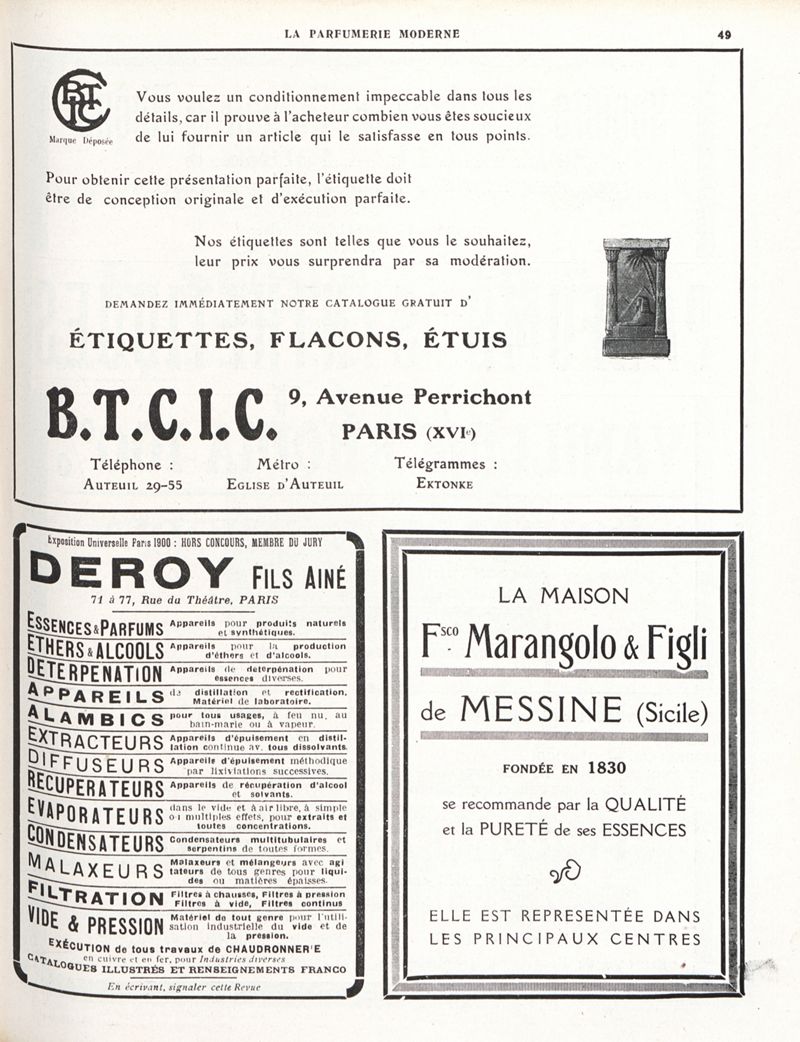 LA PARFUMERIE MODERNE
49
BTCIC
Marque Déposée
Vous voulez un conditionnement impeccable dans tous les
détails, car il prouve à l'acheteur combien vous êtes soucieux
de lui fournir un article qui le satisfasse en tous points.
Pour obtenir cette présentation parfaite, l'étiquette doit
être de conception originale et d'exécution parfaite.
Nos étiquettes sont telles que vous le souhaitez,
leur prix vous surprendra par sa modération.
DEMANDEZ IMMÉDIATEMENT NOTRE CATALOGUE GRATUIT D'
ÉTIQUETTES, FLACONS, ÉTUIS
B.T.C.I.C.
9, Avenue Perrichont
PARIS (XVIe)
Téléphone :
AUTEUIL 29-55
Métro :
EGLISE D'AUTEUIL
Télégrammes :
EKTONKE
Exposition Universelle Paris 1900 : HORS CONCOURS, MEMBRE DU JURY
DEROY FILS AINÉ
71 à 77, Rue du Théâtre, PARIS
ESSENCES & PARFUMS Appareils pour produits naturels
et synthétiques.
ETHERS & ALCOOLS Appareils pour la production
d'éthers et d'alcools.
DETERPENATION Appareils de deterpénation pour
essences diverses.
APPAREILS de distillation et rectification.
Matériel de laboratoire.
ALAMBICS pour tous usages, à feu nu, au
bain-marie ou à vapeur.
EXTRACTEURS Appareils d'épuisement en distil-
lation continue av. tous dissolvants.
DIFFUSEURS Appareils d'épuisement méthodique
par lixiviations successives.
RECUPERATEURS Appareils de récupération d'alcool
et solvants.
EVAPORATEURS dans le vide et à air libre, à simple
ou multiples effets, pour extraits et
toutes concentrations.
CONDENSATEURS Condensateurs multitubulaires et
serpentins de toutes formes.
MALAXEURS Malaxeurs et mélangeurs avec agi
tateurs de tous genres pour liqui-
des ou matières épaisses.
FILTRATION Filtres à chausses, Filtres à pression
Filtres à vide, Filtres continus
VIDE & PRESSION Matériel de tout genre pour l'utili-
sation industrielle du vide et de
la pression.
EXÉCUTION de tous travaux de CHAUDRONNER'E
en cuivre et en fer, pour Industries diverses
CATALOGUES ILLUSTRÉS ET RENSEIGNEMENTS FRANCO
En écrivant, signaler cette Revue
LA MAISON
Fsco Marangolo & Figli
de MESSINE (Sicile)
FONDÉE EN 1830
se recommande par la QUALITÉ
et la PURETÉ de ses ESSENCES
ELLE EST REPRESENTÉE DANS
LES PRINCIPAUX CENTRES